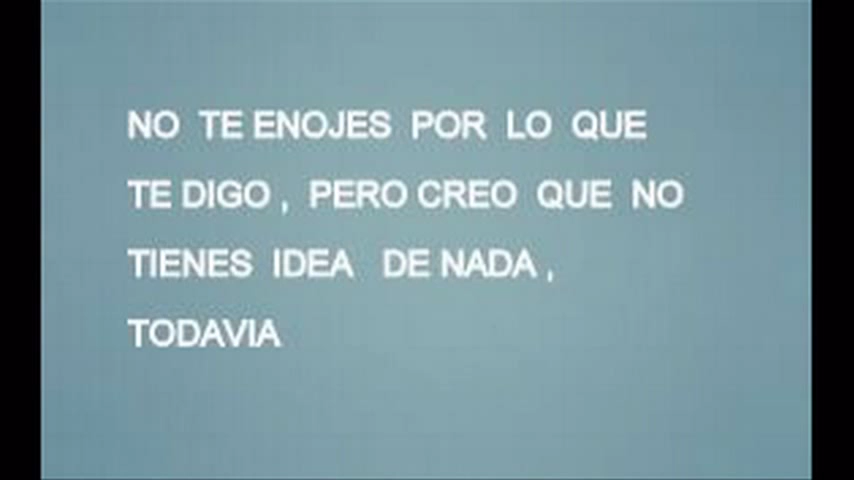 NO TE ENOJES POR LO QUE
TE DIGO , PERO CREO QUE NO
TIENES IDEA DE NADA ,
TODAVIA